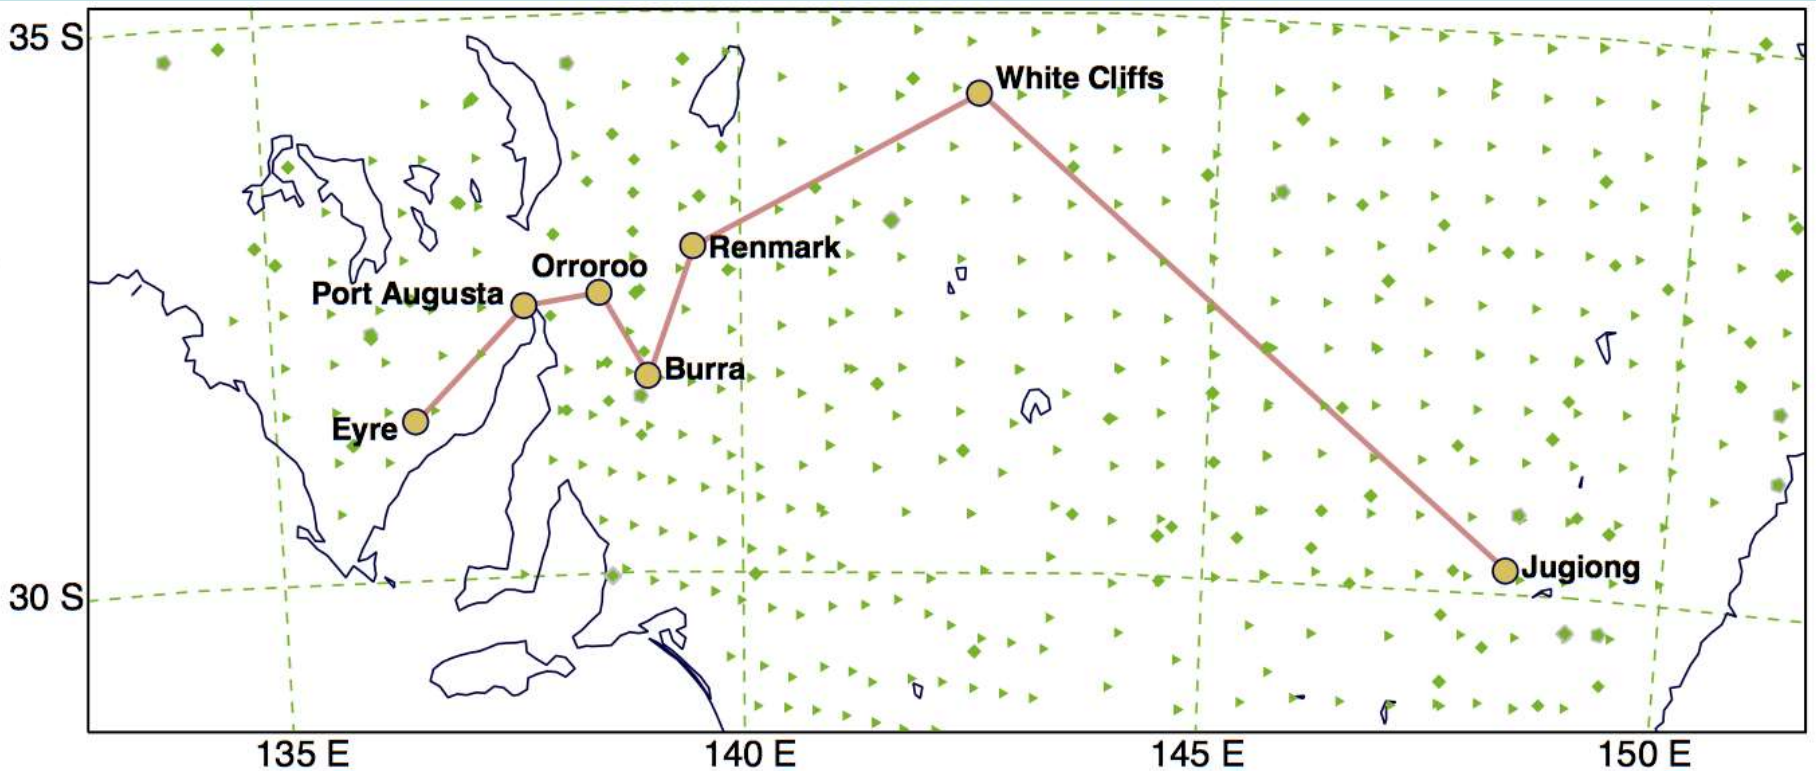 35 S
White Cliffs
Renmark
Orroroo
Port Augusta
Burra
Eyre
Jugiong
30 S
135 E
140 E
145 E
150 E